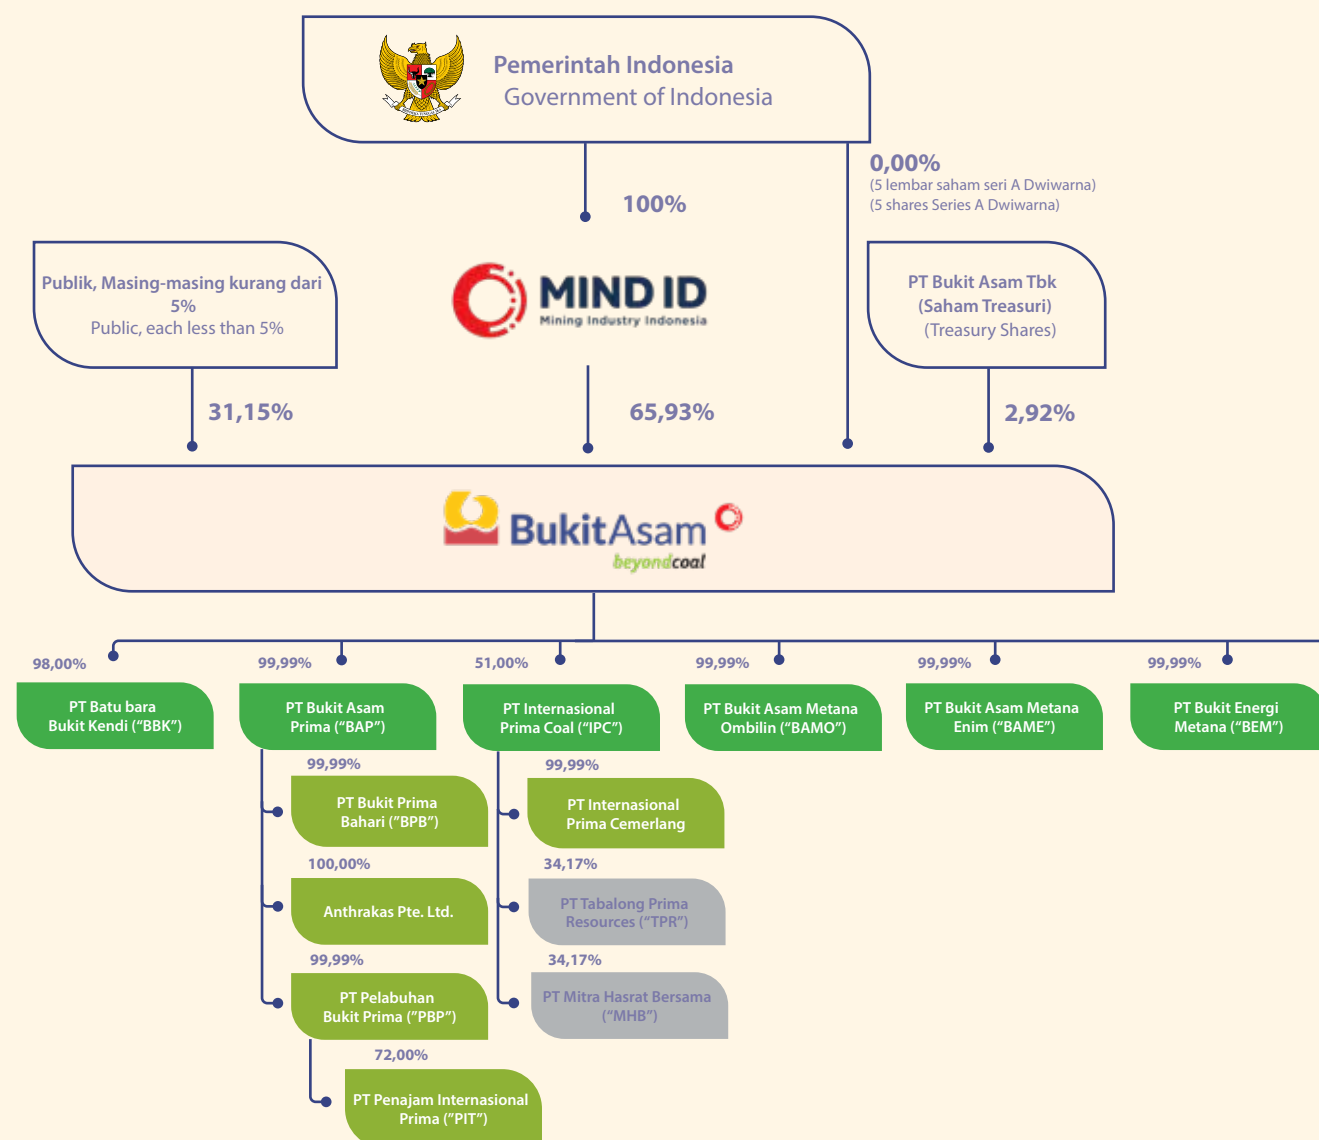 Pemerintah Indonesia
Government of Indonesia
0,00%
(5 lembar saham seri A Dwiwarna)
(5 shares Series A Dwiwarna)
100%
Publik, Masing-masing kurang dari
5%
Public, each less than 5%
MIND ID
Mining Industry Indonesia
PT Bukit Asam Tbk
(Saham Treasuri)
(Treasury Shares)
31,15%
65,93%
2,92%
BukitAsam
beyondcoal
98,00%
99,99%
51,00%
99,99%
99,99%
99,99%
PT Batu bara
Bukit Kendi (“BBK”)
PT Bukit Asam
Prima (“BAP”)
PT Internasional
Prima Coal (“IPC”)
PT Bukit Asam Metana
Ombilin (“BAMO”)
PT Bukit Asam Metana
Enim (“BAME”)
PT Bukit Energi
Metana (“BEM”)
99,99%
PT Bukit Prima
Bahari (”BPB”)
100,00%
Anthrakas Pte. Ltd.
99,99%
PT Pelabuhan
Bukit Prima (”PBP”)
72,00%
PT Penajam Internasional
Prima (”PIT”)
99,99%
PT Internasional
Prima Cemerlang
34,17%
PT Tabalong Prima
Resources (“TPR”)
34,17%
PT Mitra Hasrat Bersama
(“MHB”)